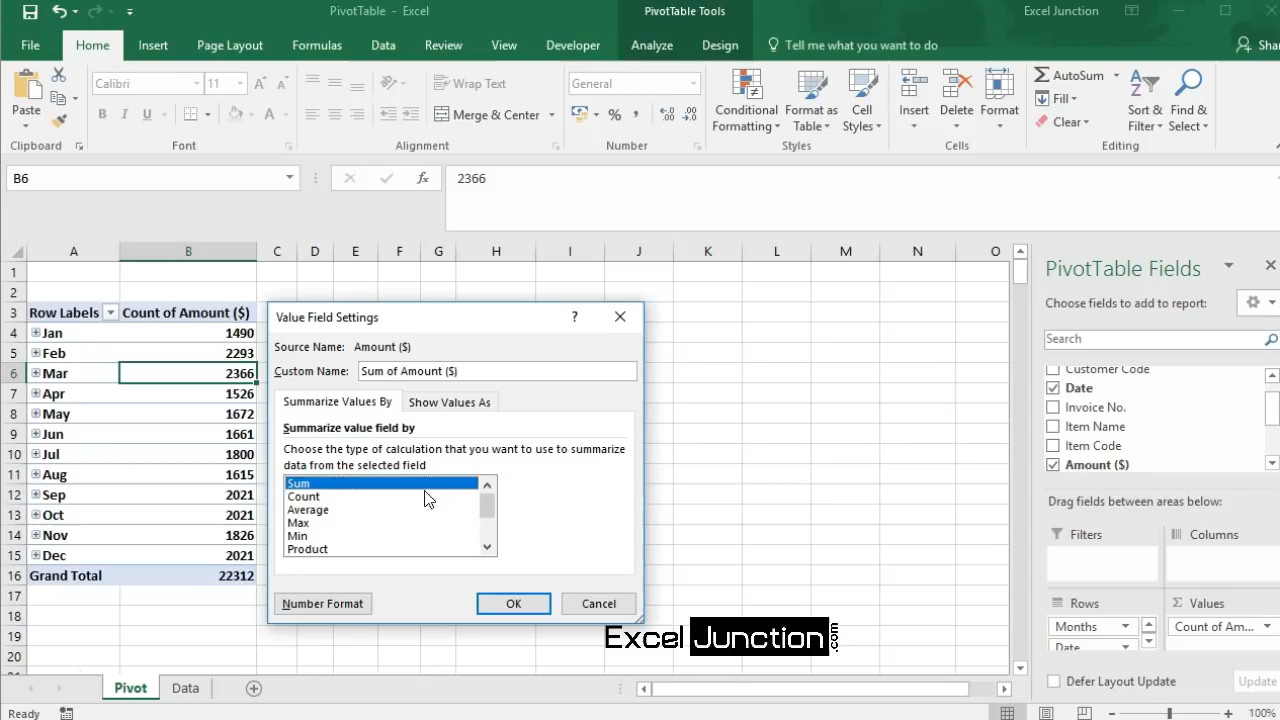 PivotTable - Excel
PivotTable Tools
Excel Junction
File Home Insert Page Layout Formulas Data Review View Developer Analyze Design Tell me what you want to do Shar
Paste
Calibri 11
B I U A
Wrap Text
Merge & Center
General
% ,
Conditional Formatting
Format as Table
Cell Styles
Insert
Delete
Format
AutoSum
Fill
Clear
Sort & Filter
Find & Select
Clipboard Font Alignment Number Styles Cells Editing
B6 fx 2366
A B C D E F G H I J K L M N O
1
2
3 Row Labels Count of Amount ($)
4 Jan 1490
5 Feb 2293
6 Mar 2366
7 Apr 1526
8 May 1672
9 Jun 1661
10 Jul 1800
11 Aug 1615
12 Sep 2021
13 Oct 2021
14 Nov 1826
15 Dec 2021
16 Grand Total 22312
17
18
19
20
Value Field Settings ?
Source Name: Amount ($)
Custom Name: Sum of Amount ($)
Summarize Values By Show Values As
Summarize value field by
Choose the type of calculation that you want to use to summarize
data from the selected field
Sum
Count
Average
Max
Min
Product
Number Format OK Cancel
Excel Junction.com
PivotTable Fields
Choose fields to add to report:
Search
Customer Code
Date
Invoice No.
Item Name
Item Code
Amount ($)
Drag fields between areas below:
Filters Columns
Rows Σ Values
Months Count of Am...
Date
Defer Layout Update Update
Pivot Data
Ready 100%